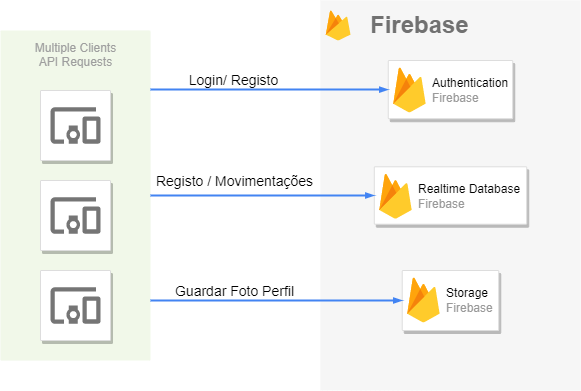 Firebase
Multiple Clients
API Requests
Login/ Registo
Authentication
Firebase
Registo / Movimentações
Realtime Database
Firebase
Guardar Foto Perfil
Storage
Firebase